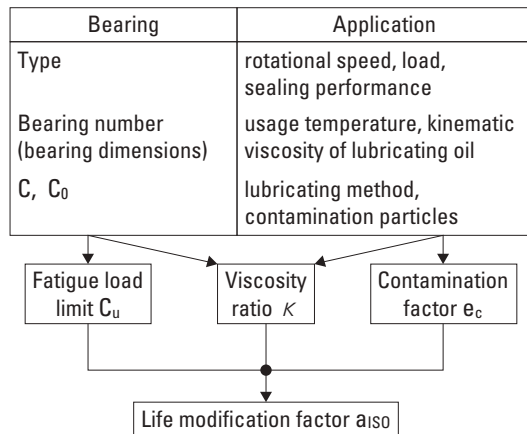 Bearing
Application
Type
rotational speed, load,
sealing performance
Bearing number
(bearing dimensions)
usage temperature, kinematic
viscosity of lubricating oil
C, C₀
lubricating method,
contamination particles
Fatigue load
limit Cᵤ
Viscosity
ratio κ
Contamination
factor e꜀
Life modification factor aISO